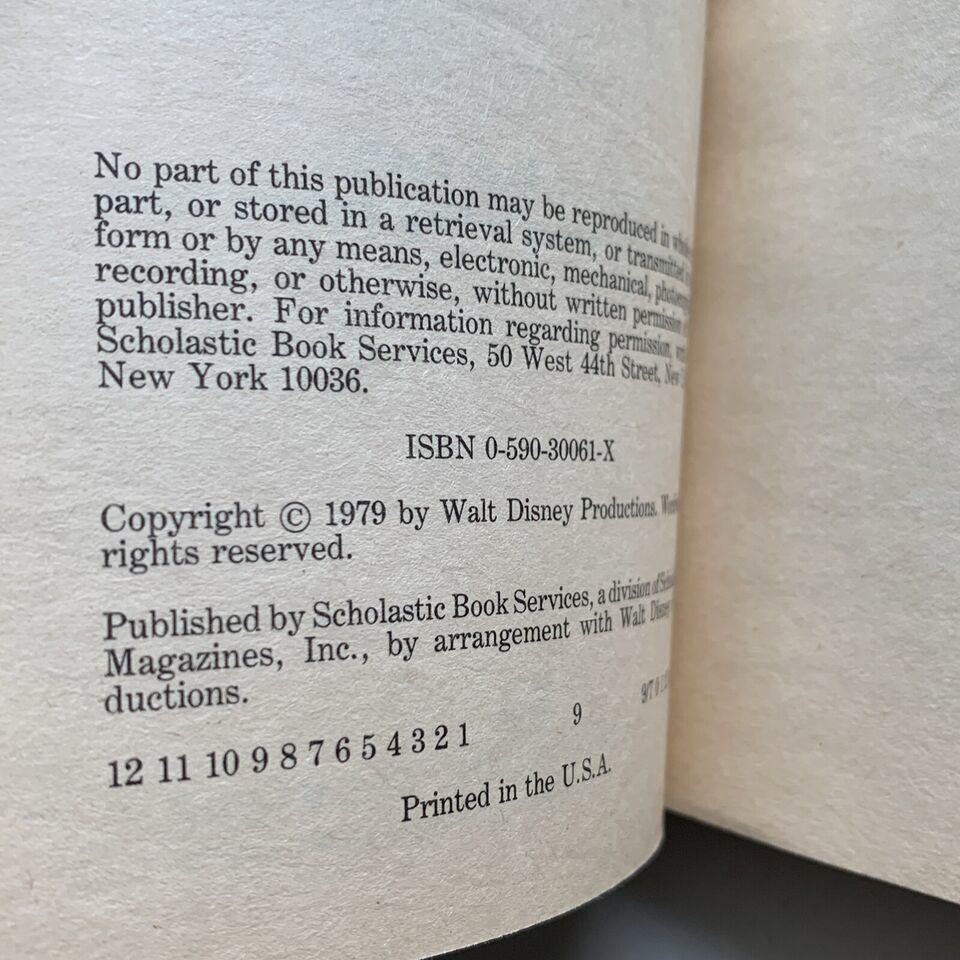 No part of this publication may be reproduced in
part, or stored in a retrieval system, or transmitted
form or by any means, electronic, mechanical,
recording, or otherwise, without written permission
publisher. For information regarding permission,
Scholastic Book Services, 50 West 44th Street, New
New York 10036.
ISBN 0-590-30061-X
Copyright © 1979 by Walt Disney Productions.
rights reserved.
Published by Scholastic Book Services, a division of
Magazines, Inc., by arrangement with Walt Disney
ductions.
12 11 10 9 8 7 6 5 4 3 2 1 9
Printed in the U.S.A.